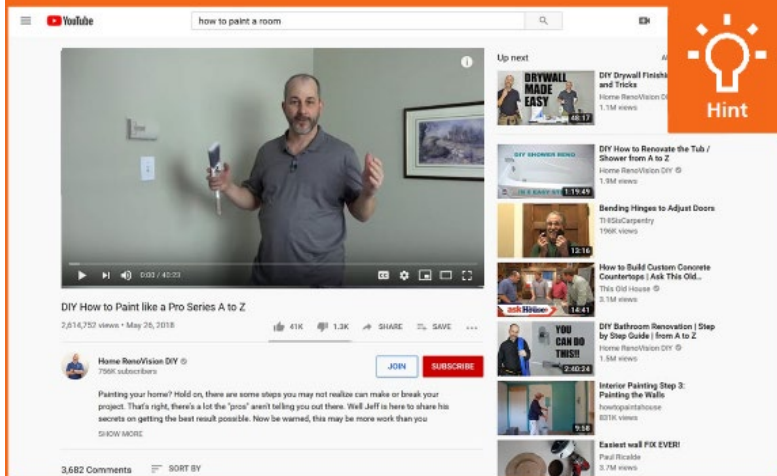 YouTube
how to paint a room
Hint
Up next
DRYWALL
MADE
EASY
48:17
DIY Drywall Finishi
and Tricks
Home RenoVision DI
1.1M views
DIY SHOWER RENO
1:19:49
DIY How to Renovate the Tub /
Shower from A to Z
Home RenoVision DIY
1.9M views
13:16
Bending Hinges to Adjust Doors
THISisCarpentry
196K views
ask This Old House
14:41
How to Build Custom Concrete
Countertops | Ask This Old...
This Old House
3.1M views
YOU
CAN DO
THIS!!
2:40:24
DIY Bathroom Renovation | Step
by Step Guide | from A to Z
Home RenoVision DIY
1.5M views
9:58
Interior Painting Step 3:
Painting the Walls
howtopaintahouse
831K views
Easiest wall FIX EVER!
Paul Ricalde
3.7M views
0:00 / 40:23
CC
DIY How to Paint like a Pro Series A to Z
2,614,752 views • May 26, 2018
41K 1.3K SHARE SAVE ...
Home RenoVision DIY
756K subscribers
JOIN SUBSCRIBE
Painting your home? Hold on, there are some steps you may not realize can make or break your
project. That's right, there's a lot the "pros" aren't telling you out there. Well Jeff is here to share his
secrets on getting the best result possible. Now be warned, this may be more work than you
SHOW MORE
3,682 Comments SORT BY